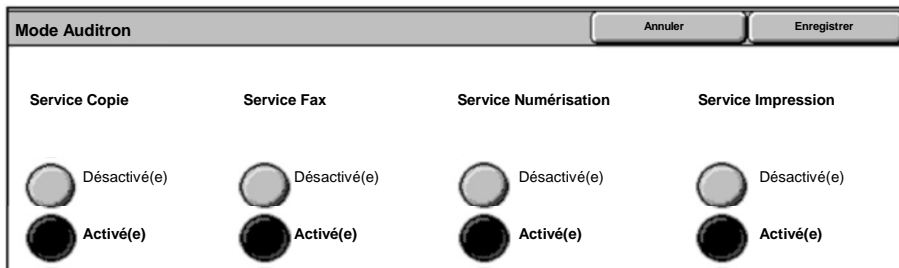 Mode Auditron Annuler Enregistrer
Service Copie Service Fax Service Numérisation Service Impression
Désactivé(e) Désactivé(e) Désactivé(e) Désactivé(e)
Activé(e) Activé(e) Activé(e) Activé(e)